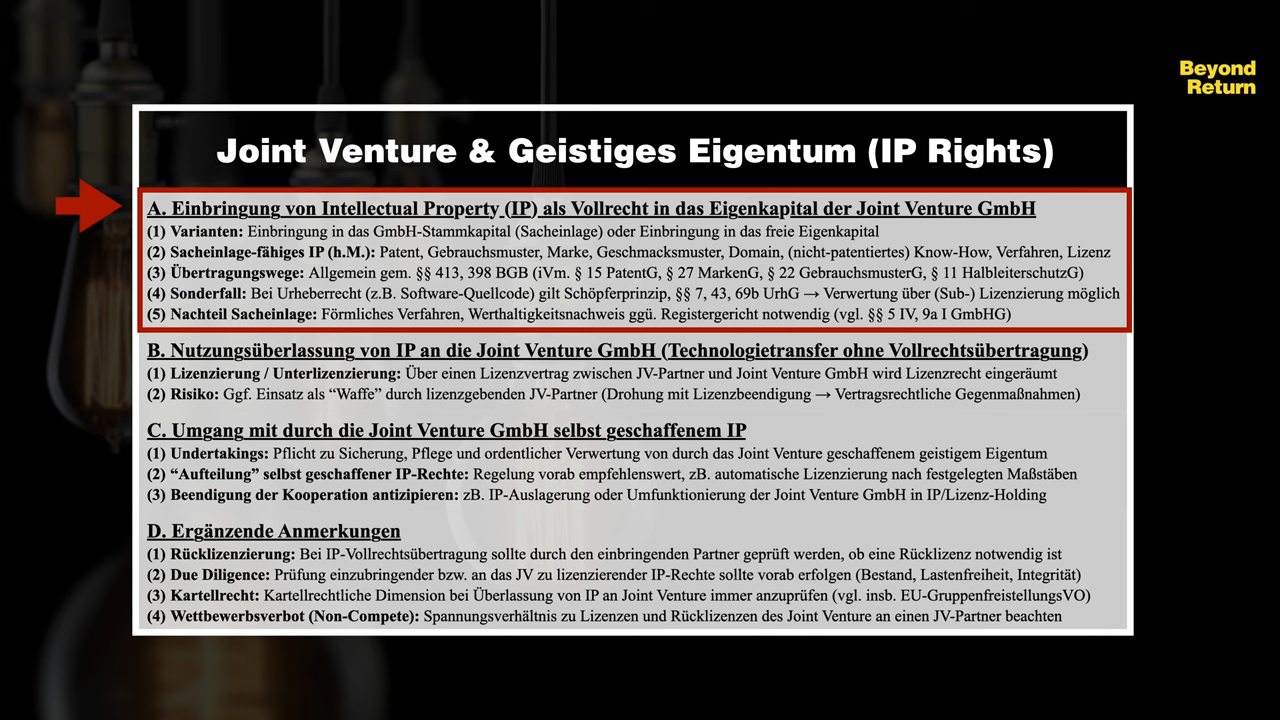 Beyond
Return
Joint Venture & Geistiges Eigentum (IP Rights)
A. Einbringung von Intellectual Property (IP) als Vollrecht in das Eigenkapital der Joint Venture GmbH
(1) Varianten: Einbringung in das GmbH-Stammkapital (Sacheinlage) oder Einbringung in das freie Eigenkapital
(2) Sacheinlage-fähiges IP (h.M.): Patent, Gebrauchsmuster, Marke, Geschmacksmuster, Domain, (nicht-patentiertes) Know-How, Verfahren, Lizenz
(3) Übertragungswege: Allgemein gem. §§ 413, 398 BGB (iVm. § 15 PatentG, § 27 MarkenG, § 22 GebrauchsmusterG, § 11 HalbleiterschutzG)
(4) Sonderfall: Bei Urheberrecht (z.B. Software-Quellcode) gilt Schöpferprinzip, §§ 7, 43, 69b UrhG → Verwertung über (Sub-) Lizenzierung möglich
(5) Nachteil Sacheinlage: Förmliches Verfahren, Werthaltigkeitsnachweis ggü. Registergericht notwendig (vgl. §§ 5 IV, 9a I GmbHG)
B. Nutzungsüberlassung von IP an die Joint Venture GmbH (Technologietransfer ohne Vollrechtsübertragung)
(1) Lizenzierung / Unterlizenzierung: Über einen Lizenzvertrag zwischen JV-Partner und Joint Venture GmbH wird Lizenzrecht eingeräumt
(2) Risiko: Ggf. Einsatz als “Waffe” durch lizenzgebenden JV-Partner (Drohung mit Lizenzbeendigung → Vertragsrechtliche Gegenmaßnahmen)
C. Umgang mit durch die Joint Venture GmbH selbst geschaffenem IP
(1) Undertakings: Pflicht zu Sicherung, Pflege und ordentlicher Verwertung von durch das Joint Venture geschaffenem geistigem Eigentum
(2) “Aufteilung” selbst geschaffener IP-Rechte: Regelung vorab empfehlenswert, zB. automatische Lizenzierung nach festgelegten Maßstäben
(3) Beendigung der Kooperation antizipieren: zB. IP-Auslagerung oder Umfunktionierung der Joint Venture GmbH in IP/Lizenz-Holding
D. Ergänzende Anmerkungen
(1) Rücklizenzierung: Bei IP-Vollrechtsübertragung sollte durch den einbringenden Partner geprüft werden, ob eine Rücklizenz notwendig ist
(2) Due Diligence: Prüfung einzubringender bzw. an das JV zu lizenzierender IP-Rechte sollte vorab erfolgen (Bestand, Lastenfreiheit, Integrität)
(3) Kartellrecht: Kartellrechtliche Dimension bei Überlassung von IP an Joint Venture immer anzuprüfen (vgl. insb. EU-GruppenfreistellungsVO)
(4) Wettbewerbsverbot (Non-Compete): Spannungsverhältnis zu Lizenzen und Rücklizenzen des Joint Venture an einen JV-Partner beachten